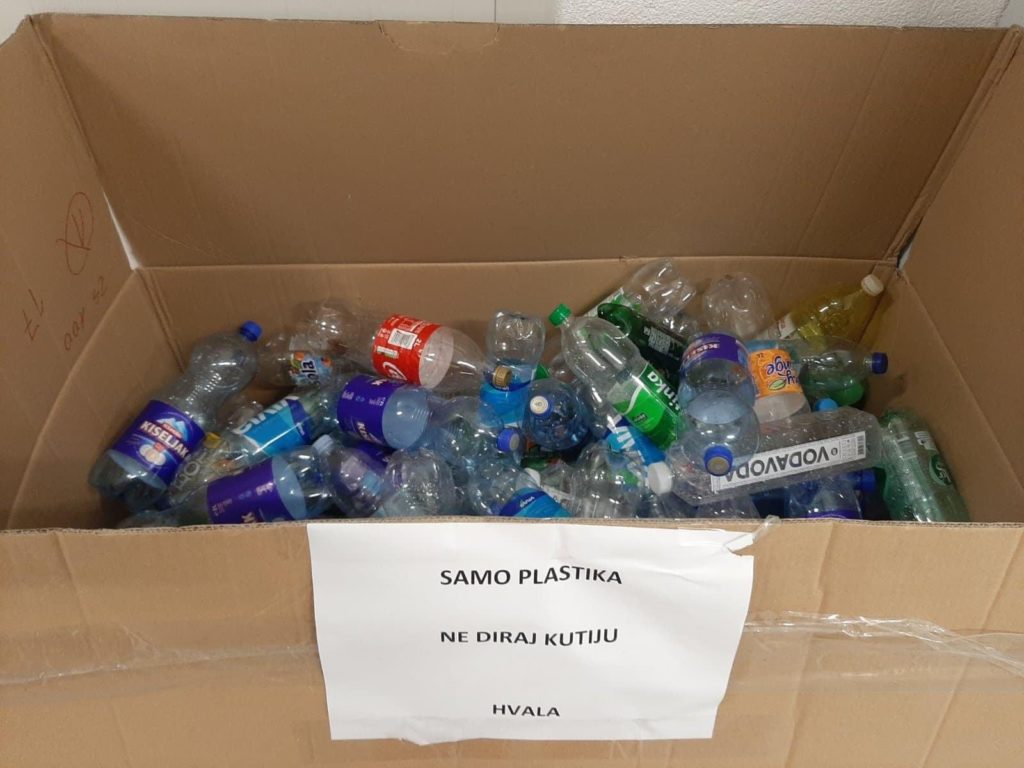 KISELJAK
VODAVODA
SAMO PLASTIKA
NE DIRAJ KUTIJU
HVALA